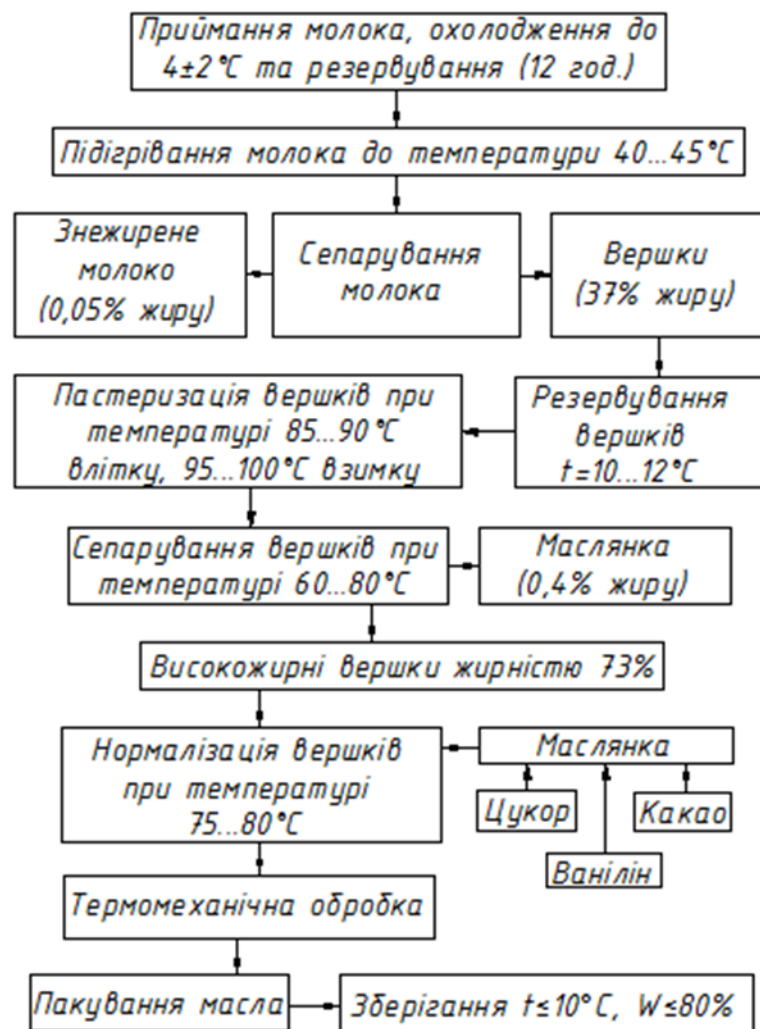 Приймання молока, охолодження до
4±2°C та резервування (12 год.)
Підігрівання молока до температури 40...45°C
Знежирене
молоко
(0,05% жиру)
Сепарування
молока
Вершки
(37% жиру)
Пастеризація вершків при
температурі 85...90°C
влітку, 95...100°C взимку
Резервування
вершків
t=10...12°C
Сепарування вершків при
температурі 60...80°C
Маслянка
(0,4% жиру)
Високожирні вершки жирністю 73%
Нормалізація вершків
при температурі
75...80°C
Маслянка
Цукор
Какао
Ванілін
Термомеханічна обробка
Пакування масла
Зберігання t≤10°C, W≤80%